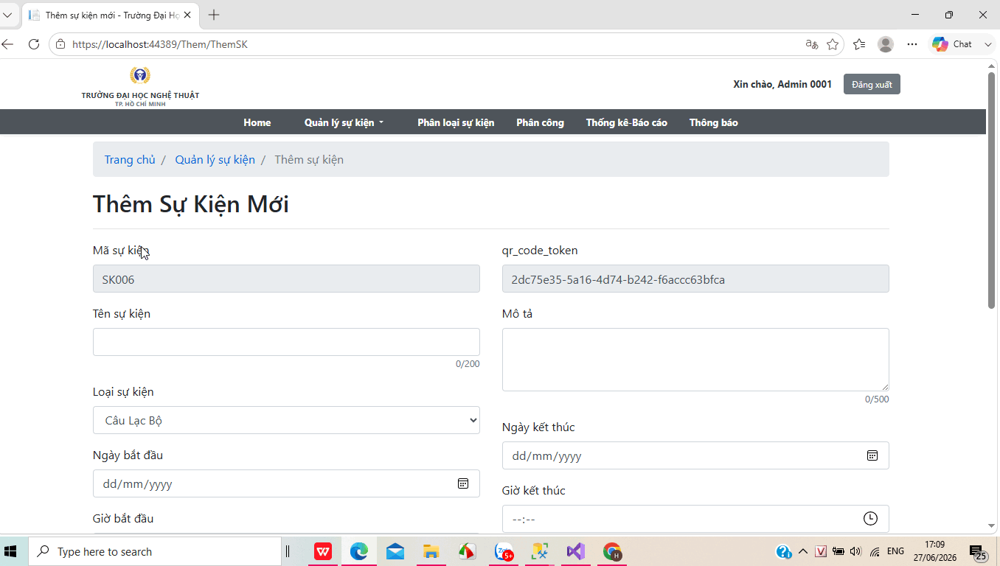 Thêm sự kiện mới - Trường Đại Họ
https://localhost:44389/Them/ThemSK
Chat
TRƯỜNG ĐẠI HỌC NGHỆ THUẬT
TP. HỒ CHÍ MINH
Xin chào, Admin 0001
Đăng xuất
Home
Quản lý sự kiện
Phân loại sự kiện
Phân công
Thống kê-Báo cáo
Thông báo
Trang chủ / Quản lý sự kiện / Thêm sự kiện
Thêm Sự Kiện Mới
Mã sự kiện
SK006
qr_code_token
2dc75e35-5a16-4d74-b242-f6accc63bfca
Tên sự kiện
0/200
Mô tả
0/500
Loại sự kiện
Câu Lạc Bộ
Ngày kết thúc
dd/mm/yyyy
Ngày bắt đầu
dd/mm/yyyy
Giờ kết thúc
--:--
Giờ bắt đầu
Type here to search
5+
ENG
17:09
27/06/2026
25